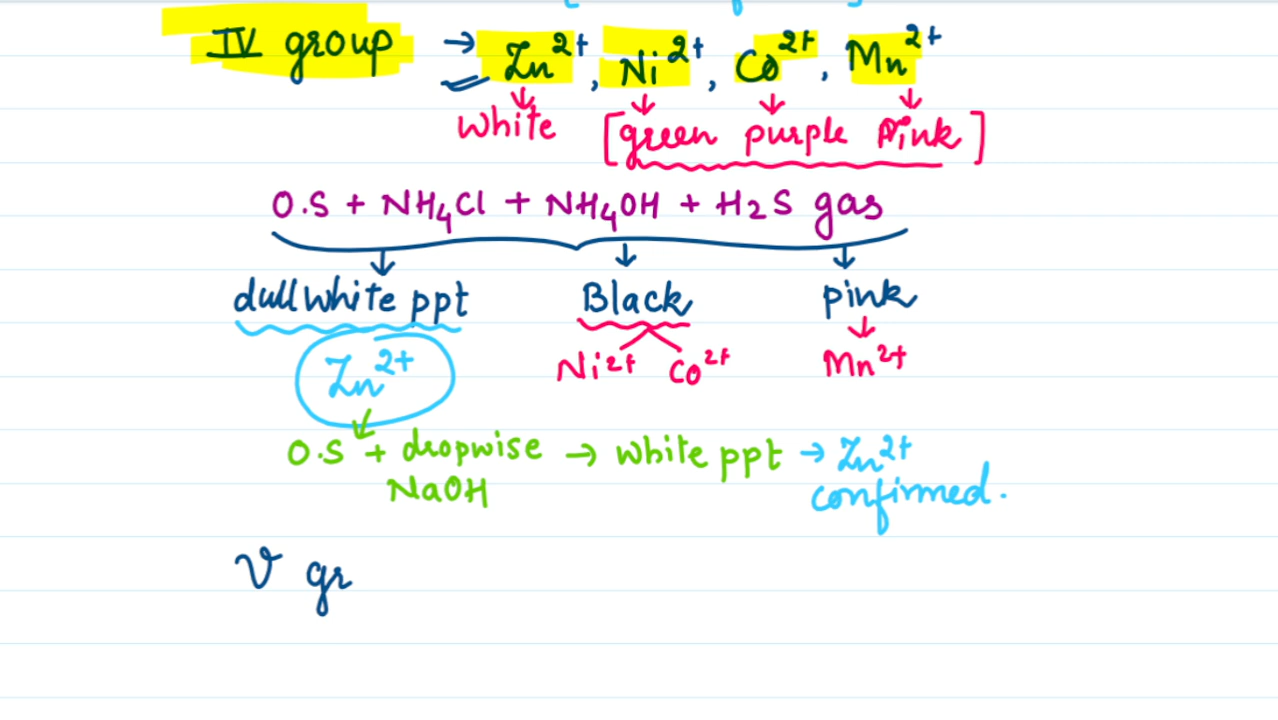 IV group → Zn²⁺, Ni²⁺, Co²⁺, Mn²⁺
white [green purple pink]
O.S + NH₄Cl + NH₄OH + H₂S gas
dull white ppt Black pink
Zn²⁺ Ni²⁺ Co²⁺ Mn²⁺
O.S + dropwise → white ppt → Zn²⁺
NaOH confirmed.
V gr